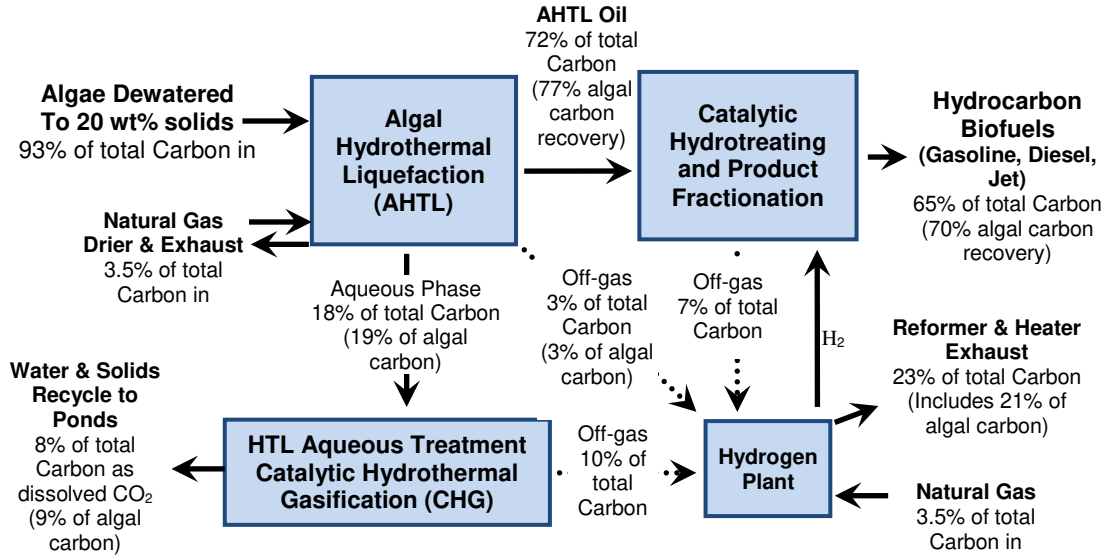 AHTL Oil
72% of total
Carbon
(77% algal
carbon
recovery)
Algae Dewatered
To 20 wt% solids
93% of total Carbon in
Algal
Hydrothermal
Liquefaction
(AHTL)
Catalytic
Hydrotreating
and Product
Fractionation
Hydrocarbon
Biofuels
(Gasoline, Diesel,
Jet)
65% of total Carbon
(70% algal carbon
recovery)
Natural Gas
Drier & Exhaust
3.5% of total
Carbon in
Aqueous Phase
18% of total Carbon
(19% of algal
carbon)
Off-gas
3% of total
Carbon
(3% of algal
carbon)
Off-gas
7% of total
Carbon
H2
Reformer & Heater
Exhaust
23% of total Carbon
(Includes 21% of
algal carbon)
Water & Solids
Recycle to
Ponds
8% of total
Carbon as
dissolved CO2
(9% of algal
carbon)
HTL Aqueous Treatment
Catalytic Hydrothermal
Gasification (CHG)
Off-gas
10% of
total
Carbon
Hydrogen
Plant
Natural Gas
3.5% of total
Carbon in